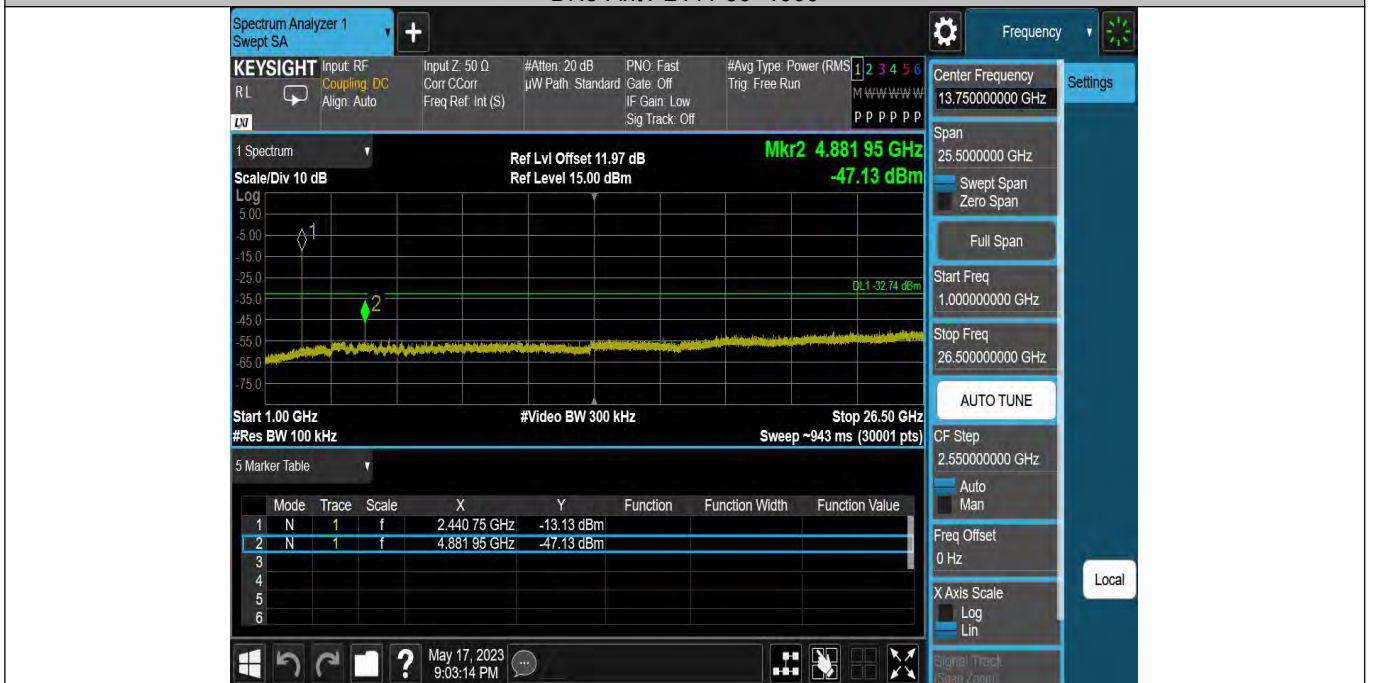 Spectrum Analyzer 1
Swept SA
+
Frequency
KEYSIGHT
RL
LXI
Input: RF
Coupling: DC
Align: Auto
Input Z: 50 Ω
Corr CCorr
Freq Ref: Int (S)
#Atten: 20 dB
µW Path: Standard
PNO: Fast
Gate: Off
IF Gain: Low
Sig Track: Off
#Avg Type: Power (RMS
Trig: Free Run
1 2 3 4 5 6
M W W W W W
P P P P P P
1 Spectrum
Scale/Div 10 dB
Ref Lvl Offset 11.97 dB
Ref Level 15.00 dBm
Mkr2 4.881 95 GHz
-47.13 dBm
Log
5.00
-5.00
-15.0
-25.0
-35.0
-45.0
-55.0
-65.0
-75.0
1
2
DL1 -32.74 dBm
Start 1.00 GHz
#Video BW 300 kHz
Stop 26.50 GHz
#Res BW 100 kHz
Sweep ~943 ms (30001 pts)
5 Marker Table
Mode Trace Scale X Y Function Function Width Function Value
1 N 1 f 2.440 75 GHz -13.13 dBm
2 N 1 f 4.881 95 GHz -47.13 dBm
3
4
5
6
?
May 17, 2023
9:03:14 PM
Center Frequency
13.750000000 GHz
Settings
Span
25.5000000 GHz
Swept Span
Zero Span
Full Span
Start Freq
1.000000000 GHz
Stop Freq
26.500000000 GHz
AUTO TUNE
CF Step
2.550000000 GHz
Auto
Man
Freq Offset
0 Hz
X Axis Scale
Log
Lin
Local
Signal Track
(Span Zoom)